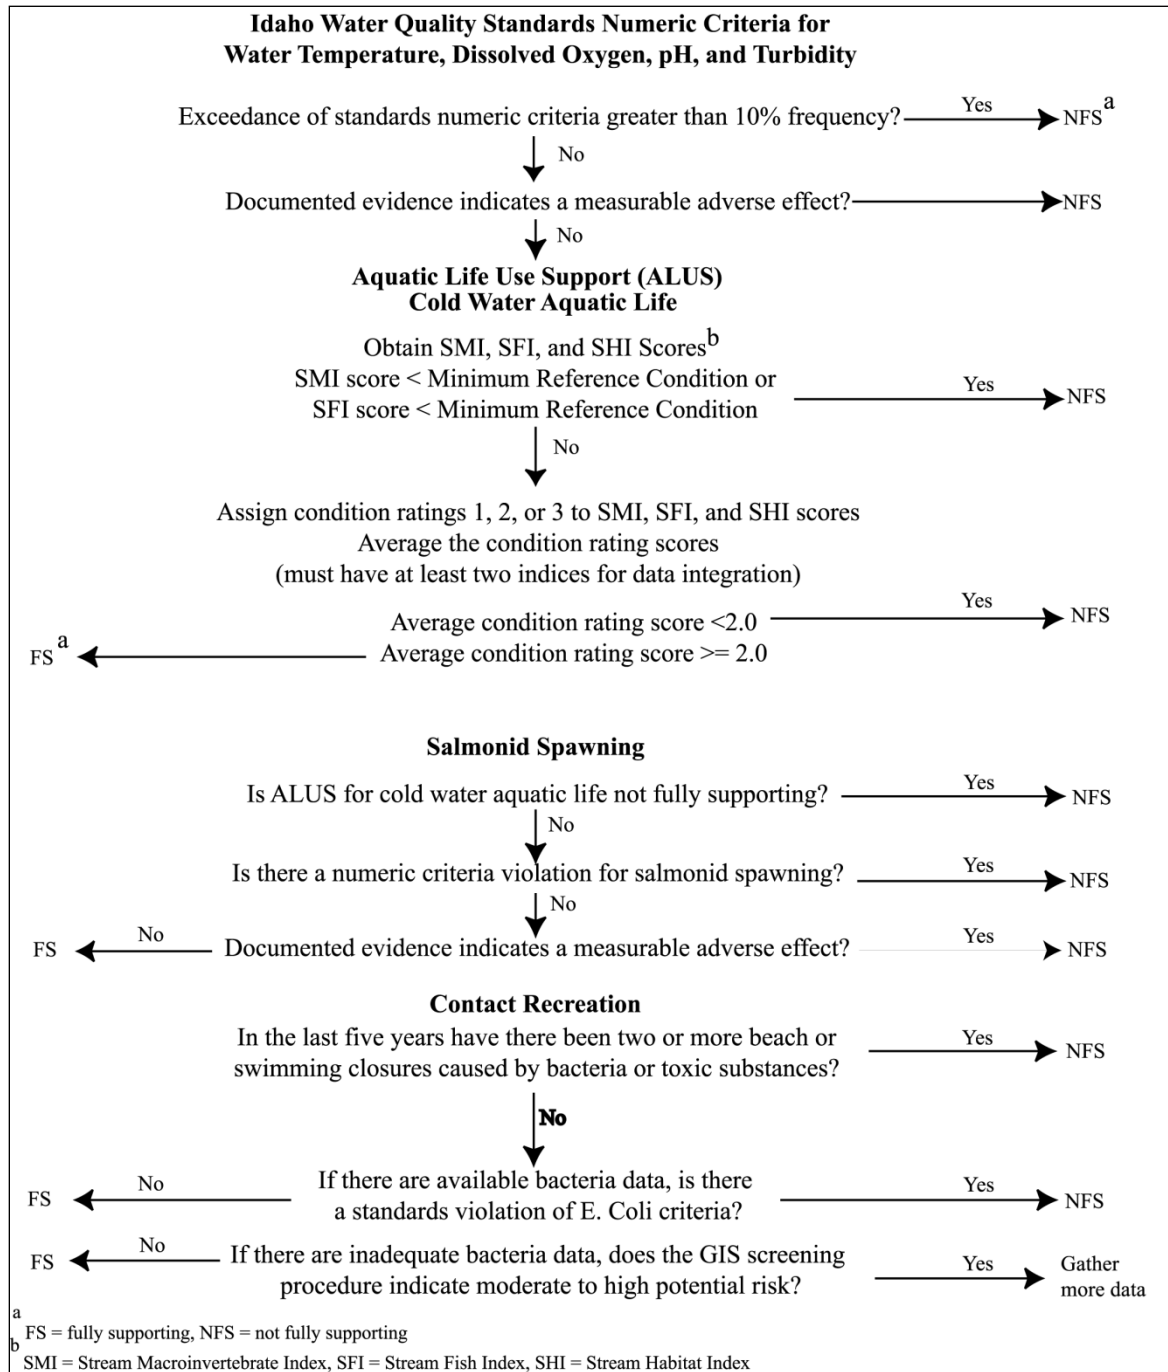 Idaho Water Quality Standards Numeric Criteria for
Water Temperature, Dissolved Oxygen, pH, and Turbidity
Exceedance of standards numeric criteria greater than 10% frequency? Yes NFS a
No
Documented evidence indicates a measurable adverse effect? NFS
No
Aquatic Life Use Support (ALUS)
Cold Water Aquatic Life
Obtain SMI, SFI, and SHI Scores b
SMI score < Minimum Reference Condition or
SFI score < Minimum Reference Condition
Yes NFS
No
Assign condition ratings 1, 2, or 3 to SMI, SFI, and SHI scores
Average the condition rating scores
(must have at least two indices for data integration)
Average condition rating score <2.0 Yes NFS
FS a Average condition rating score >= 2.0
Salmonid Spawning
Is ALUS for cold water aquatic life not fully supporting? Yes NFS
No
Is there a numeric criteria violation for salmonid spawning? Yes NFS
No
FS No Documented evidence indicates a measurable adverse effect? Yes NFS
Contact Recreation
In the last five years have there been two or more beach or
swimming closures caused by bacteria or toxic substances?
Yes NFS
No
FS No If there are available bacteria data, is there
a standards violation of E. Coli criteria?
Yes NFS
FS No If there are inadequate bacteria data, does the GIS screening
procedure indicate moderate to high potential risk?
Yes Gather
more data
a FS = fully supporting, NFS = not fully supporting
b SMI = Stream Macroinvertebrate Index, SFI = Stream Fish Index, SHI = Stream Habitat Index